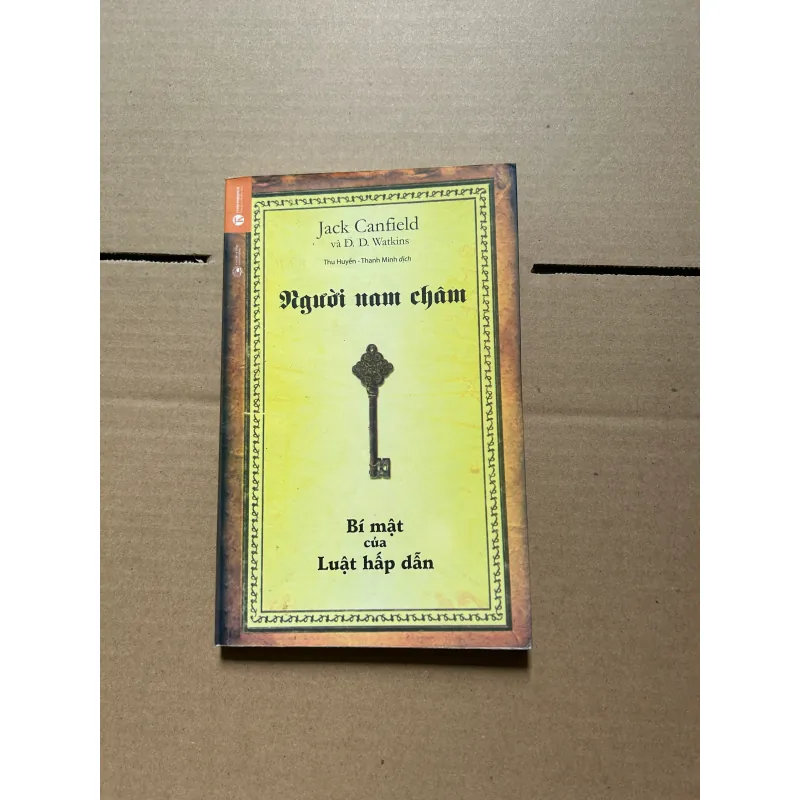 Jack Canfield
và D. D. Watkins
Thu Huyền - Thanh Minh dịch
Người nam châm
Bí mật
của
Luật hấp dẫn